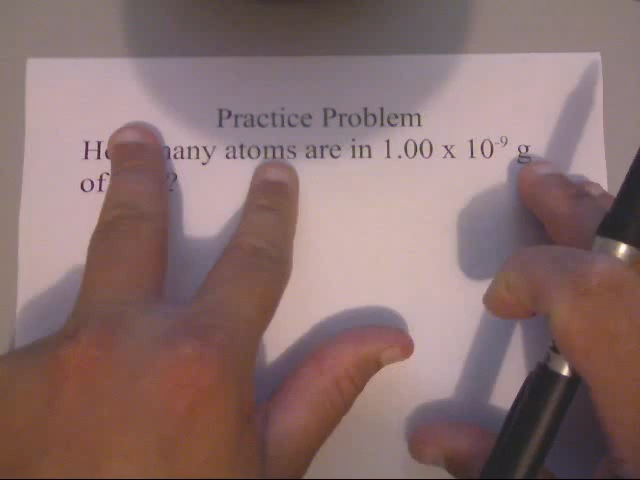 Practice Problem
many atoms are in 1.00 x 10⁻⁹ g
of ?